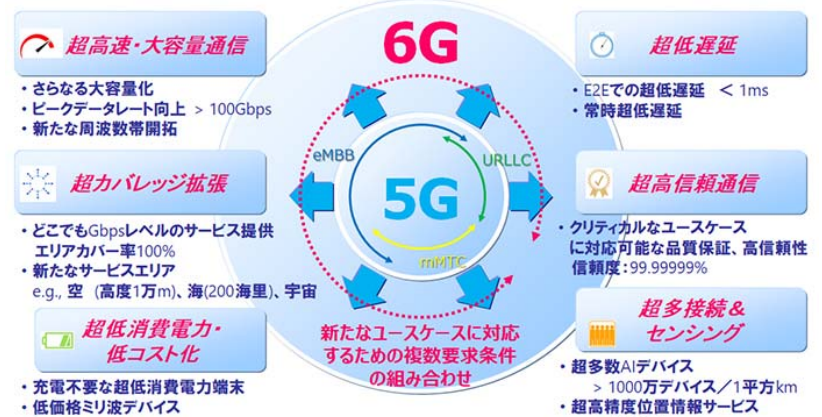 超高速・大容量通信
・さらなる大容量化
・ピークデータレート向上 > 100Gbps
・新たな周波数帯開拓
超カバレッジ拡張
・どこでもGbpsレベルのサービス提供
エリアカバー率100%
・新たなサービスエリア
e.g., 空 (高度1万m)、海(200海里)、宇宙
超低消費電力・
低コスト化
・充電不要な超低消費電力端末
・低価格ミリ波デバイス
6G
eMBB
URLLC
5G
mMTC
新たなユースケースに対応
するための複数要求条件
の組み合わせ
超低遅延
・E2Eでの超低遅延 < 1ms
・常時超低遅延
超高信頼通信
・クリティカルなユースケース
に対応可能な品質保証、高信頼性
信頼度：99.99999%
超多接続&
センシング
・超多数AIデバイス
> 1000万デバイス／1平方km
・超高精度位置情報サービス